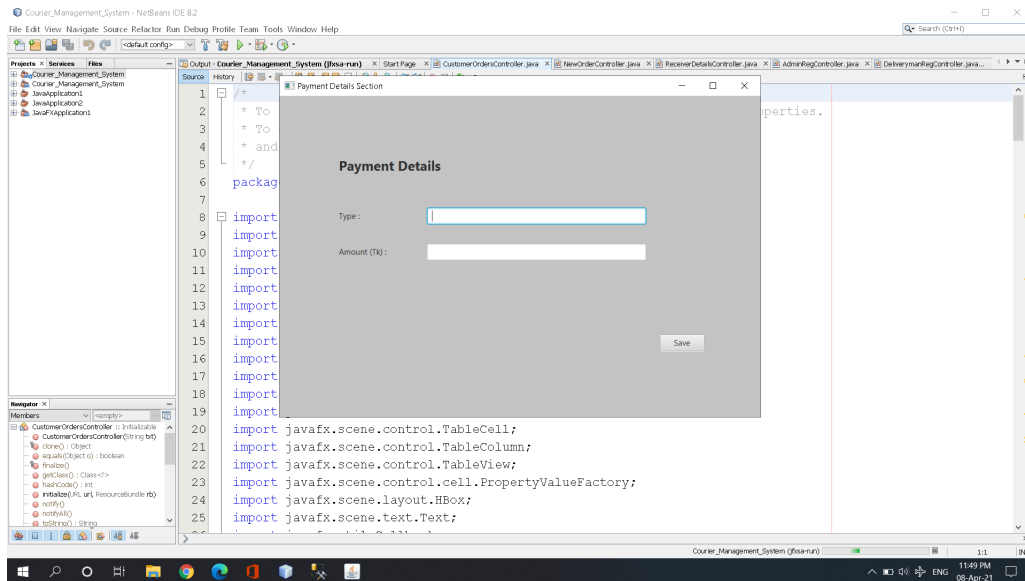 Courier_Management_System - NetBeans IDE 8.2
File Edit View Navigate Source Refactor Run Debug Profile Team Tools Window Help
Search (Ctrl+I)
<default config>
Projects × Services Files
Output - Courier_Management_System (jfxsa-run) × Start Page × CustomerOrdersController.java × NewOrderController.java × ReceiverDetailsController.java × AdminRegController.java × DeliverymanRegController.java...
Courier_Management_System
Courier_Management_System
JavaApplication1
JavaApplication2
JavaFXApplication1
Source History
Payment Details Section
Payment Details
Type :
Amount (Tk) :
Save
1 /*
2 * To operties.
3 * To
4 * and
5 */
6 packag
7
8 import
9 import
10 import
11 import
12 import
13 import
14 import
15 import
16 import
17 import
18 import
19 import
20 import javafx.scene.control.TableCell;
21 import javafx.scene.control.TableColumn;
22 import javafx.scene.control.TableView;
23 import javafx.scene.control.cell.PropertyValueFactory;
24 import javafx.scene.layout.HBox;
25 import javafx.scene.text.Text;
Navigator ×
Members <empty>
CustomerOrdersController :: Initializable
CustomerOrdersController(String txt)
clone() : Object
equals(Object o) : boolean
finalize()
getClass() : Class<?>
hashCode() : int
initialize(URL url, ResourceBundle rb)
notify()
notifyAll()
toString() : String
Courier_Management_System (jfxsa-run)
1:1
IN
ENG
11:49 PM
08-Apr-21